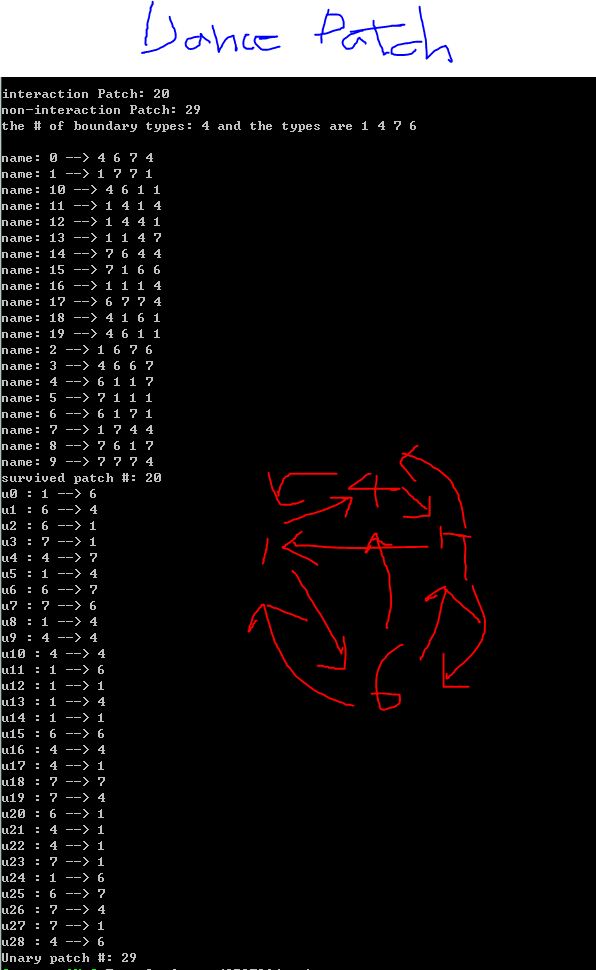 Dance Patch
interaction Patch: 20
non-interaction Patch: 29
the # of boundary types: 4 and the types are 1 4 7 6
name: 0 --> 4 6 7 4
name: 1 --> 1 7 7 1
name: 10 --> 4 6 1 1
name: 11 --> 1 4 1 4
name: 12 --> 1 4 4 1
name: 13 --> 1 1 4 7
name: 14 --> 7 6 4 4
name: 15 --> 7 1 6 6
name: 16 --> 1 1 1 4
name: 17 --> 6 7 7 4
name: 18 --> 4 1 6 1
name: 19 --> 4 6 1 1
name: 2 --> 1 6 7 6
name: 3 --> 4 6 6 7
name: 4 --> 6 1 1 7
name: 5 --> 7 1 1 1
name: 6 --> 6 1 7 1
name: 7 --> 1 7 4 4
name: 8 --> 7 6 1 7
name: 9 --> 7 7 7 4
survived patch #: 20
u0 : 1 --> 6
u1 : 6 --> 4
u2 : 6 --> 1
u3 : 7 --> 1
u4 : 4 --> 7
u5 : 1 --> 4
u6 : 6 --> 7
u7 : 7 --> 6
u8 : 1 --> 4
u9 : 4 --> 4
u10 : 4 --> 4
u11 : 1 --> 6
u12 : 1 --> 1
u13 : 1 --> 4
u14 : 1 --> 1
u15 : 6 --> 6
u16 : 4 --> 4
u17 : 4 --> 1
u18 : 7 --> 7
u19 : 7 --> 4
u20 : 6 --> 1
u21 : 4 --> 1
u22 : 4 --> 1
u23 : 7 --> 1
u24 : 1 --> 6
u25 : 6 --> 7
u26 : 7 --> 4
u27 : 7 --> 1
u28 : 4 --> 6
Unary patch #: 29
4
1 7
6